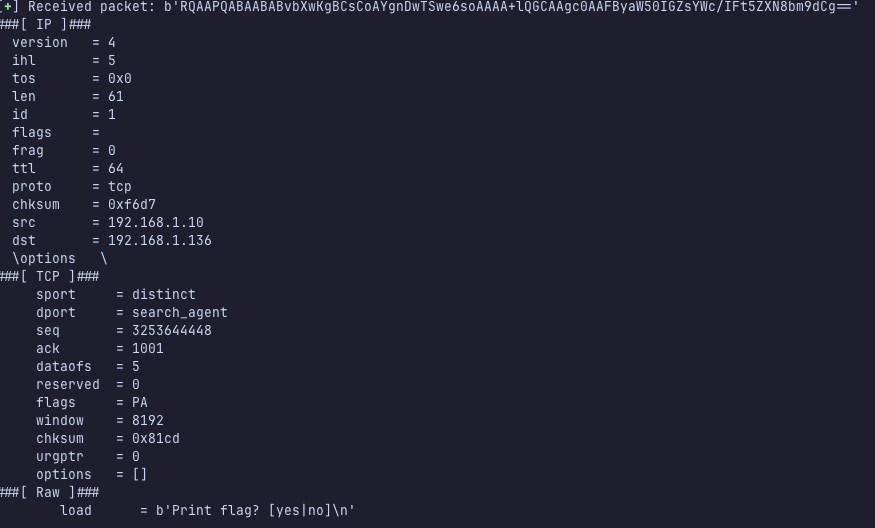 [+] Received packet: b'RQAAPQABAABABvbXwKgBCsCoAYgnDwTSwe6soAAAA+lQGCAAgc0AAFByaW50IGZsYWc/IFt5ZXN8bm9dCg=='
###[ IP ]###
version = 4
ihl = 5
tos = 0x0
len = 61
id = 1
flags =
frag = 0
ttl = 64
proto = tcp
chksum = 0xf6d7
src = 192.168.1.10
dst = 192.168.1.136
\options \
###[ TCP ]###
sport = distinct
dport = search_agent
seq = 3253644448
ack = 1001
dataofs = 5
reserved = 0
flags = PA
window = 8192
chksum = 0x81cd
urgptr = 0
options = []
###[ Raw ]###
load = b'Print flag? [yes|no]\n'